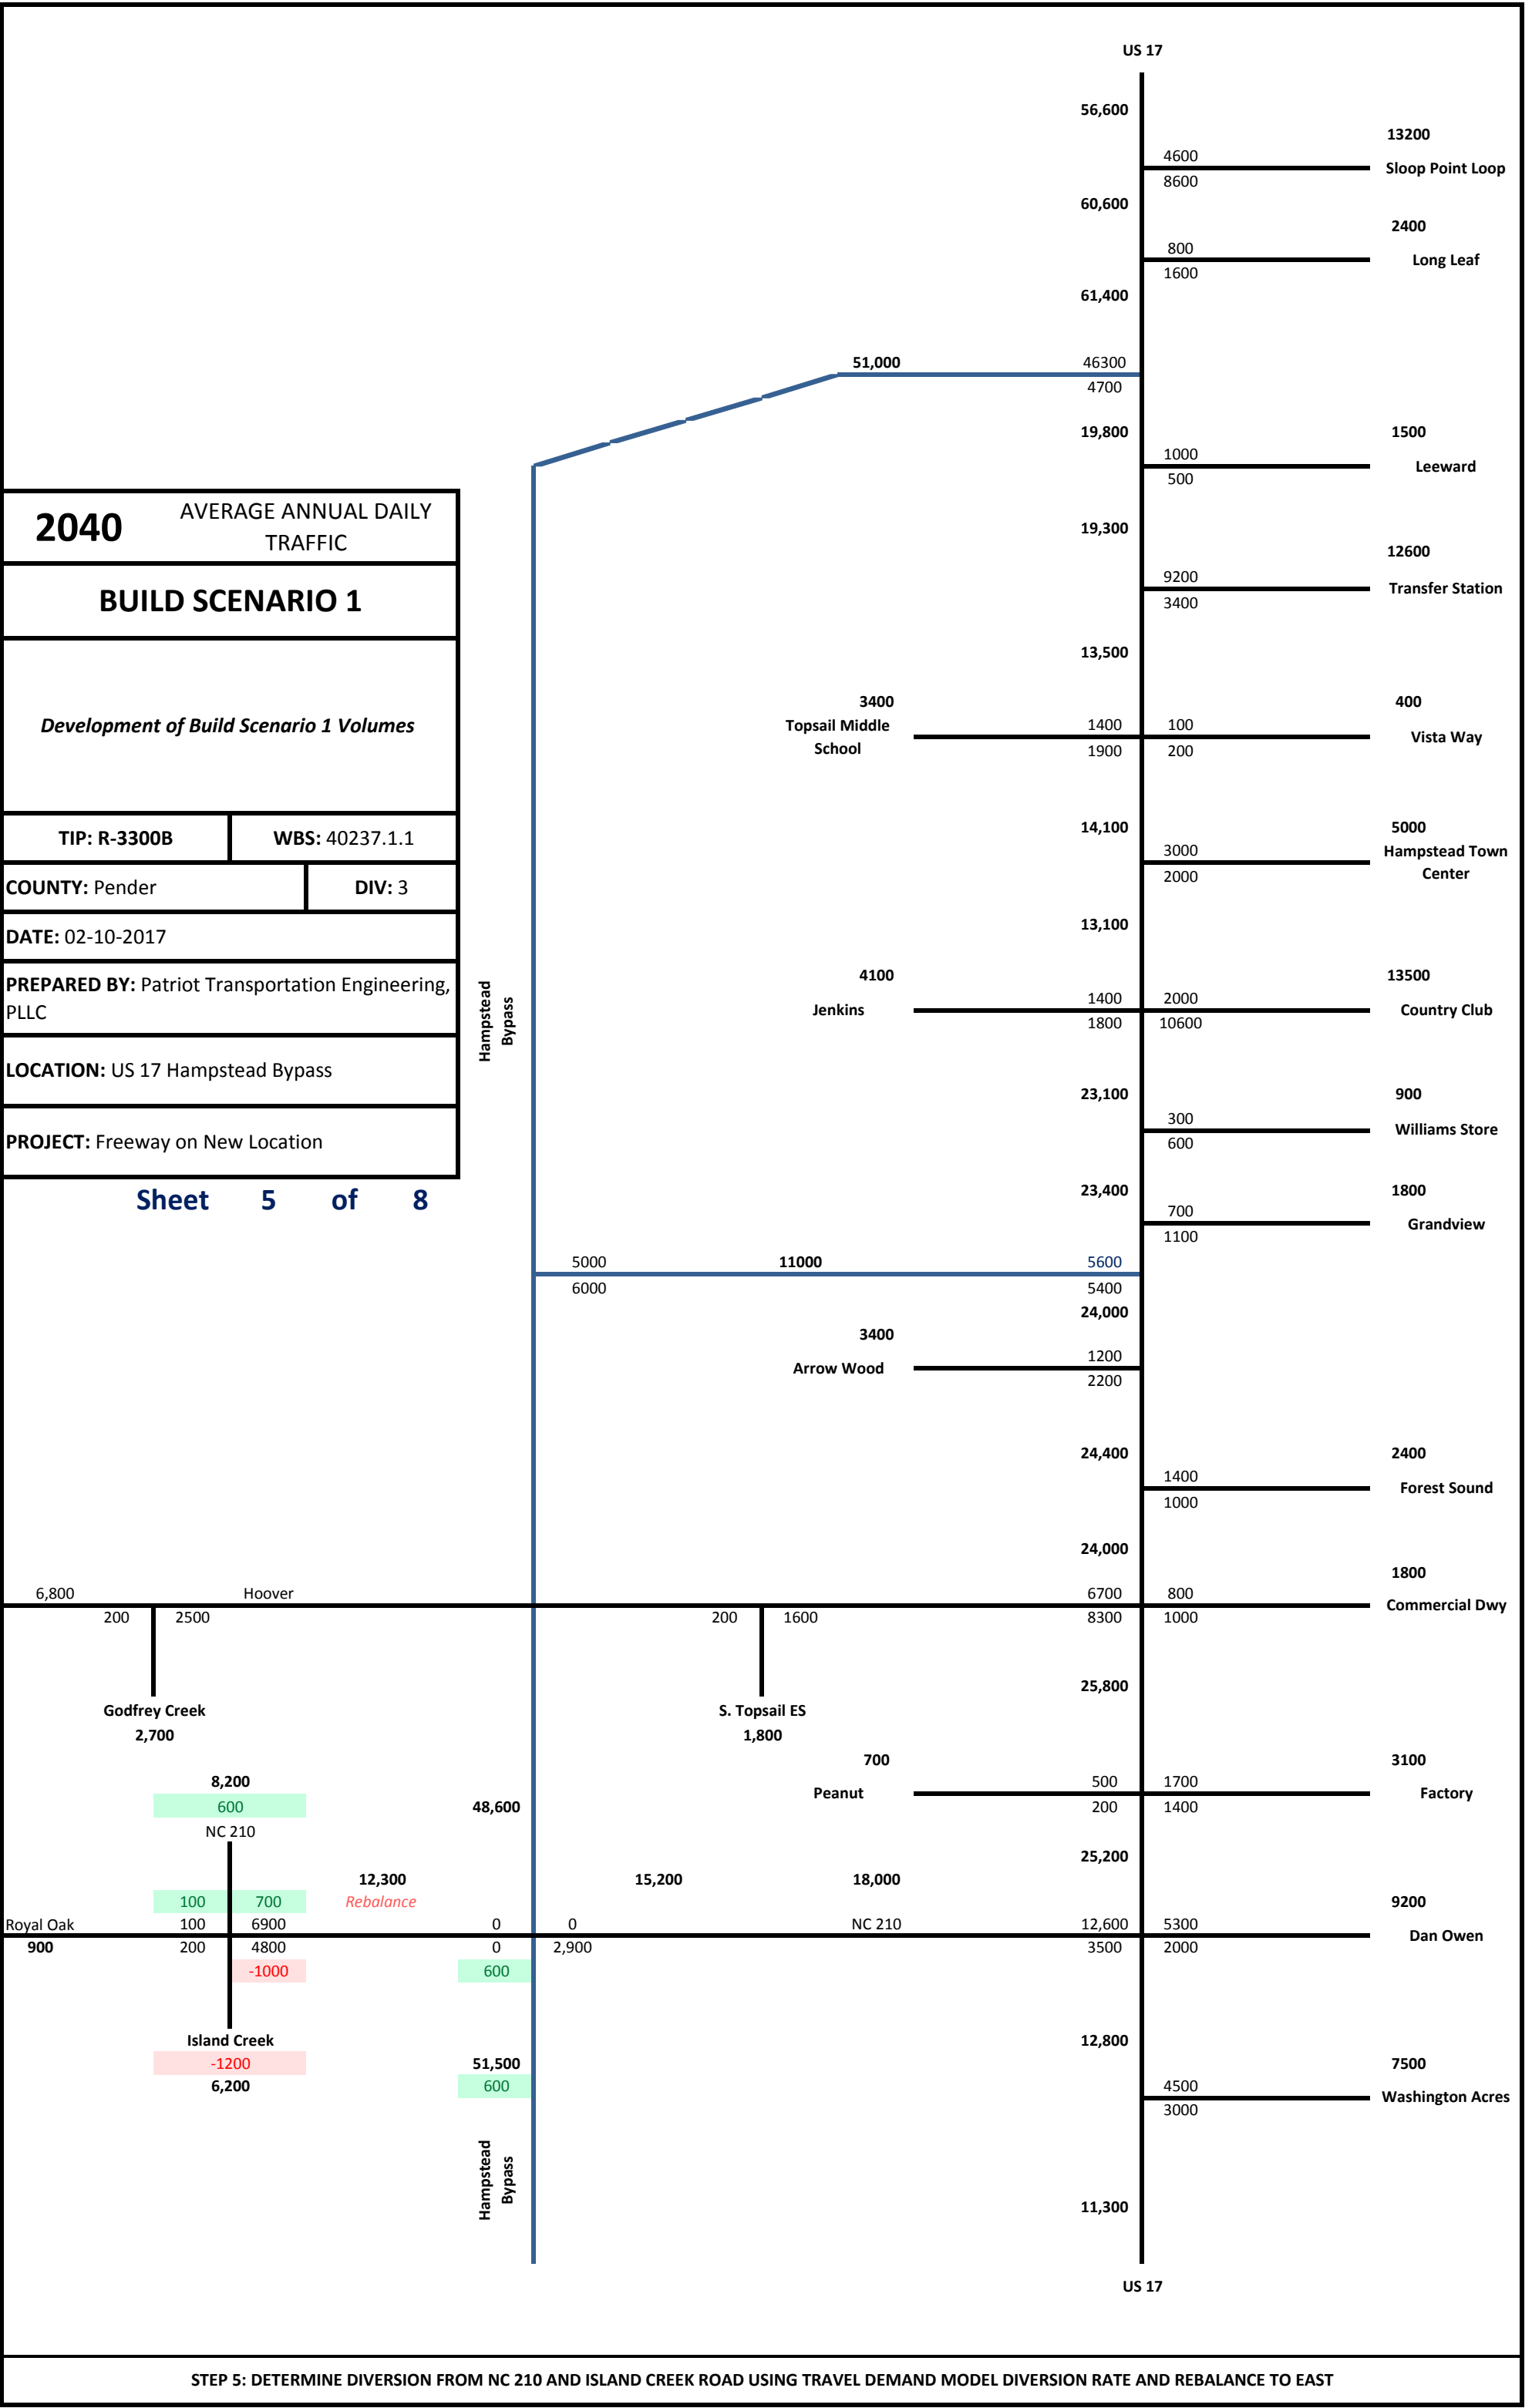 US 17
56,600
13200
4600
Sloop Point Loop
8600
60,600
2400
800
Long Leaf
1600
61,400
51,000
46300
4700
19,800
1500
1000
Leeward
500
2040
AVERAGE ANNUAL DAILY
TRAFFIC
19,300
12600
9200
Transfer Station
3400
BUILD SCENARIO 1
13,500
3400
400
Topsail Middle
School
1400
100
Vista Way
1900
200
Development of Build Scenario 1 Volumes
14,100
5000
3000
Hampstead Town
Center
2000
TIP: R-3300B
WBS: 40237.1.1
COUNTY: Pender
DIV: 3
13,100
DATE: 02-10-2017
4100
13500
PREPARED BY: Patriot Transportation Engineering,
PLLC
Hampstead
Bypass
Jenkins
1400
2000
Country Club
1800
10600
LOCATION: US 17 Hampstead Bypass
23,100
900
300
Williams Store
600
PROJECT: Freeway on New Location
Sheet 5 of 8
23,400
1800
700
Grandview
1100
5000
11000
5600
6000
5400
24,000
3400
Arrow Wood
1200
2200
24,400
2400
1400
Forest Sound
1000
24,000
1800
6,800
Hoover
6700
800
Commercial Dwy
200
2500
200
1600
8300
1000
25,800
Godfrey Creek
2,700
S. Topsail ES
1,800
700
3100
8,200
600
NC 210
48,600
Peanut
500
1700
Factory
200
1400
25,200
12,300
15,200
18,000
100
700
Rebalance
9200
Royal Oak
100
6900
0
0
NC 210
12,600
5300
Dan Owen
900
200
4800
0
2,900
3500
2000
-1000
600
Island Creek
12,800
-1200
51,500
7500
6,200
600
4500
Washington Acres
3000
Hampstead
Bypass
11,300
US 17
STEP 5: DETERMINE DIVERSION FROM NC 210 AND ISLAND CREEK ROAD USING TRAVEL DEMAND MODEL DIVERSION RATE AND REBALANCE TO EAST